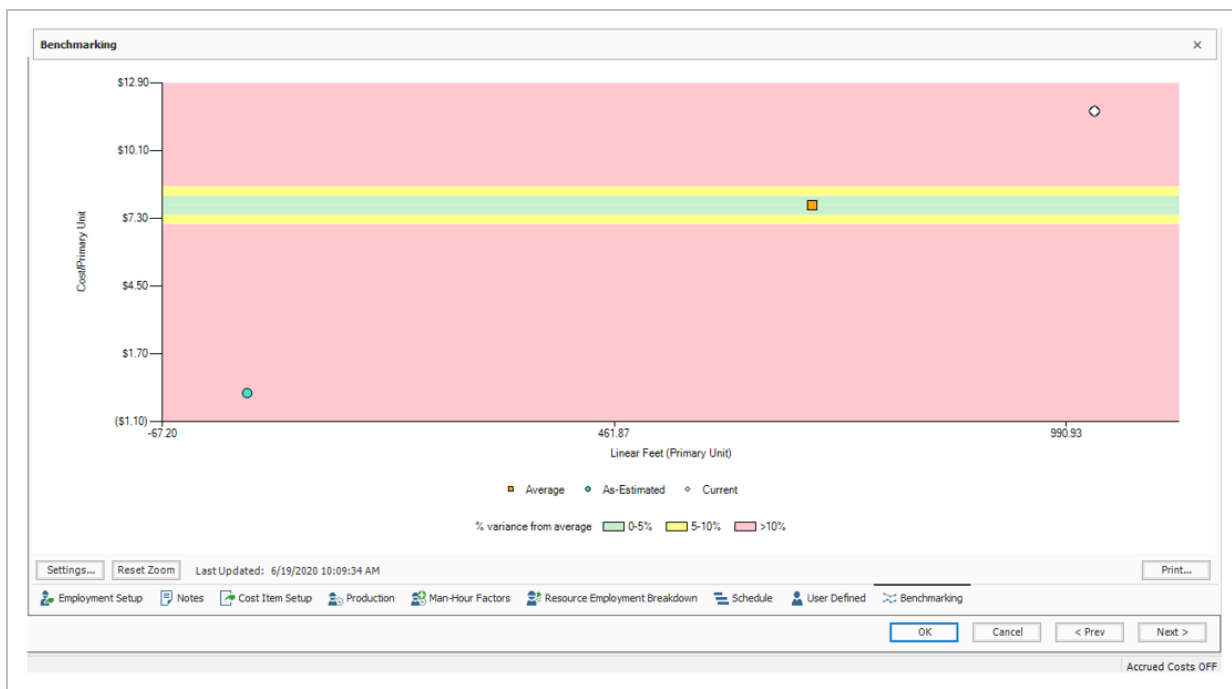 Benchmarking
$12.90
$10.10
$7.30
$4.50
$1.70
($1.10)
Cost/Primary Unit
-67.20 461.87 990.93
Linear Feet (Primary Unit)
Average As-Estimated Current
% variance from average 0-5% 5-10% >10%
Settings... Reset Zoom Last Updated: 6/19/2020 10:09:34 AM Print...
Employment Setup Notes Cost Item Setup Production Man-Hour Factors Resource Employment Breakdown Schedule User Defined Benchmarking
OK Cancel < Prev Next >
Accrued Costs OFF